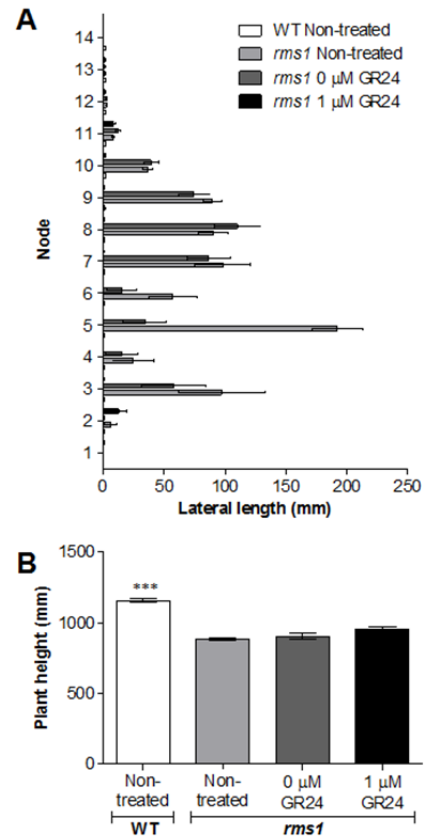 A
WT Non-treated
rms1 Non-treated
rms1 0 µM GR24
rms1 1 µM GR24
14
13
12
11
10
9
8
7
6
5
4
3
2
1
Node
0 50 100 150 200 250
Lateral length (mm)
B
1500
1000
500
0
Plant height (mm)
***
Non- Non- 0 µM 1 µM
treated treated GR24 GR24
WT rms1